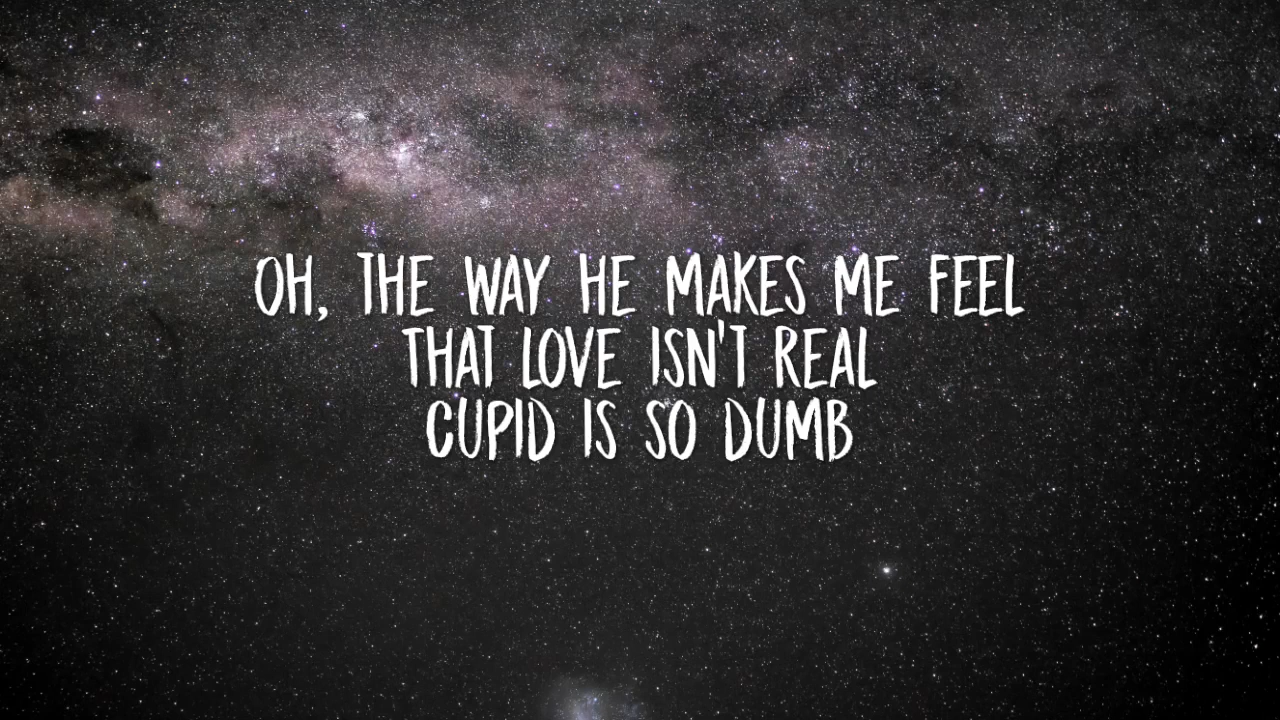 OH, THE WAY HE MAKES ME FEEL
THAT LOVE ISN'T REAL
CUPID IS SO DUMB